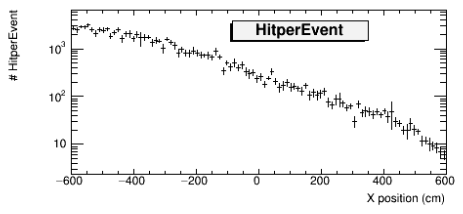 HitperEvent
# HitperEvent
10³
10²
10
−600 −400 −200 0 200 400 600
X position (cm)